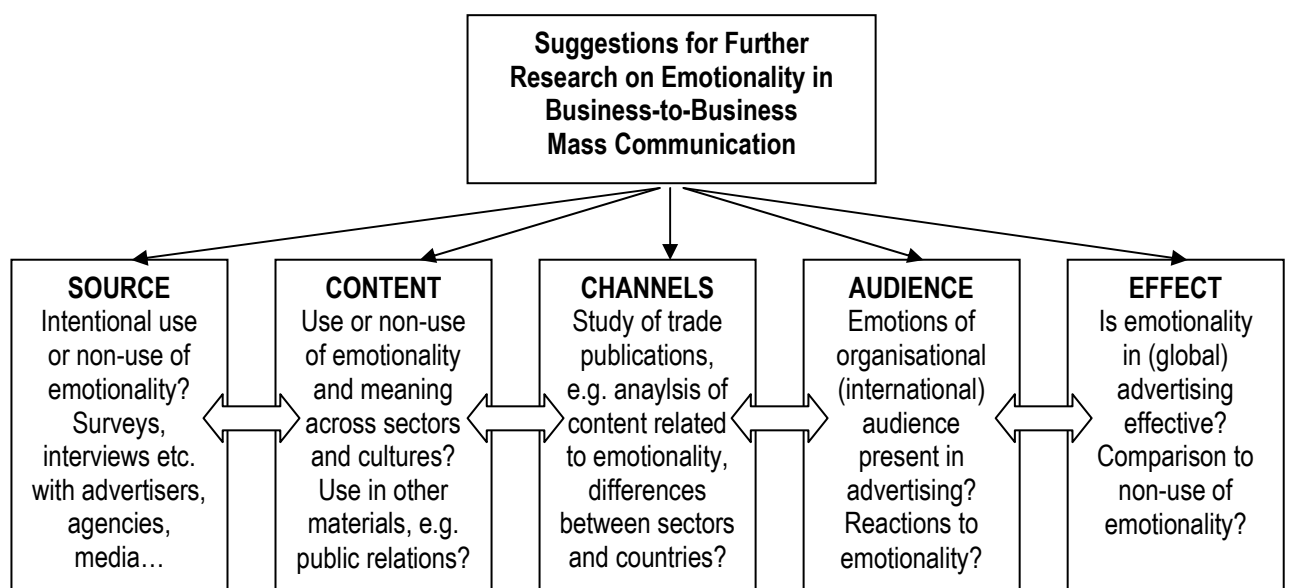 Suggestions for Further
Research on Emotionality in
Business-to-Business
Mass Communication
SOURCE
Intentional use
or non-use of
emotionality?
Surveys,
interviews etc.
with advertisers,
agencies,
media…
CONTENT
Use or non-use
of emotionality
and meaning
across sectors
and cultures?
Use in other
materials, e.g.
public relations?
CHANNELS
Study of trade
publications,
e.g. anaylsis of
content related
to emotionality,
differences
between sectors
and countries?
AUDIENCE
Emotions of
organisational
(international)
audience
present in
advertising?
Reactions to
emotionality?
EFFECT
Is emotionality
in (global)
advertising
effective?
Comparison to
non-use of
emotionality?